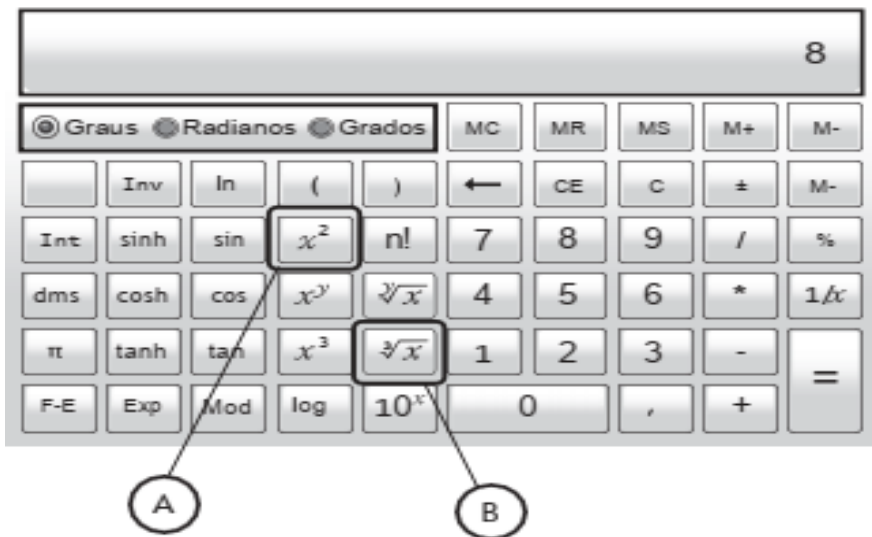 8
Graus Radianos Grados MC MR MS M+ M-
Inv ln ( ) ← CE C ± M-
Int sinh sin x² n! 7 8 9 / %
dms cosh cos xʸ ʸ√x 4 5 6 * 1/x
π tanh tan x³ ³√x 1 2 3 - =
F-E Exp Mod log 10ˣ 0 , +
A B